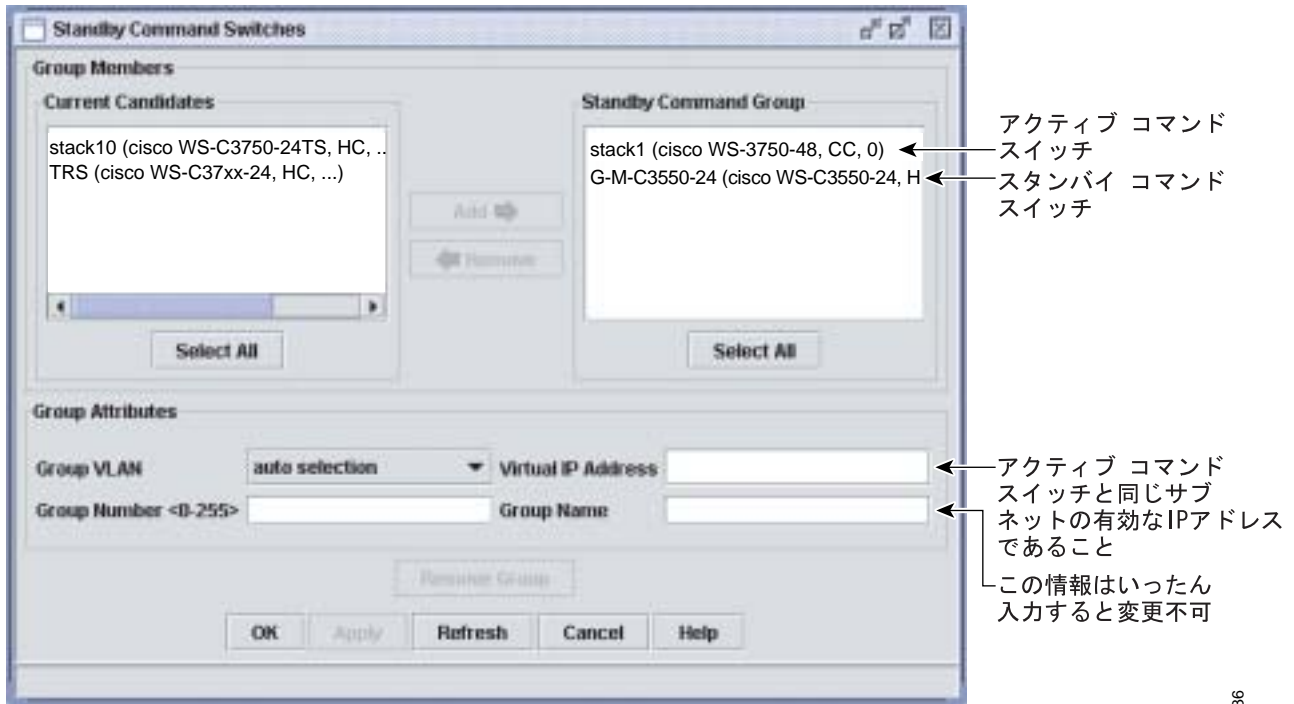 Standby Command Switches
Group Members
Current Candidates
stack10 (cisco WS-C3750-24TS, HC, ..
TRS (cisco WS-C37xx-24, HC, ...)
Select All
Add
Remove
Standby Command Group
stack1 (cisco WS-3750-48, CC, 0)
G-M-C3550-24 (cisco WS-C3550-24, H
Select All
アクティブ コマンド
スイッチ
スタンバイ コマンド
スイッチ
Group Attributes
Group VLAN auto selection Virtual IP Address
Group Number <0-255> Group Name
アクティブ コマンド
スイッチと同じサブ
ネットの有効なIPアドレス
であること
この情報はいったん
入力すると変更不可
Remove Group
OK Apply Refresh Cancel Help